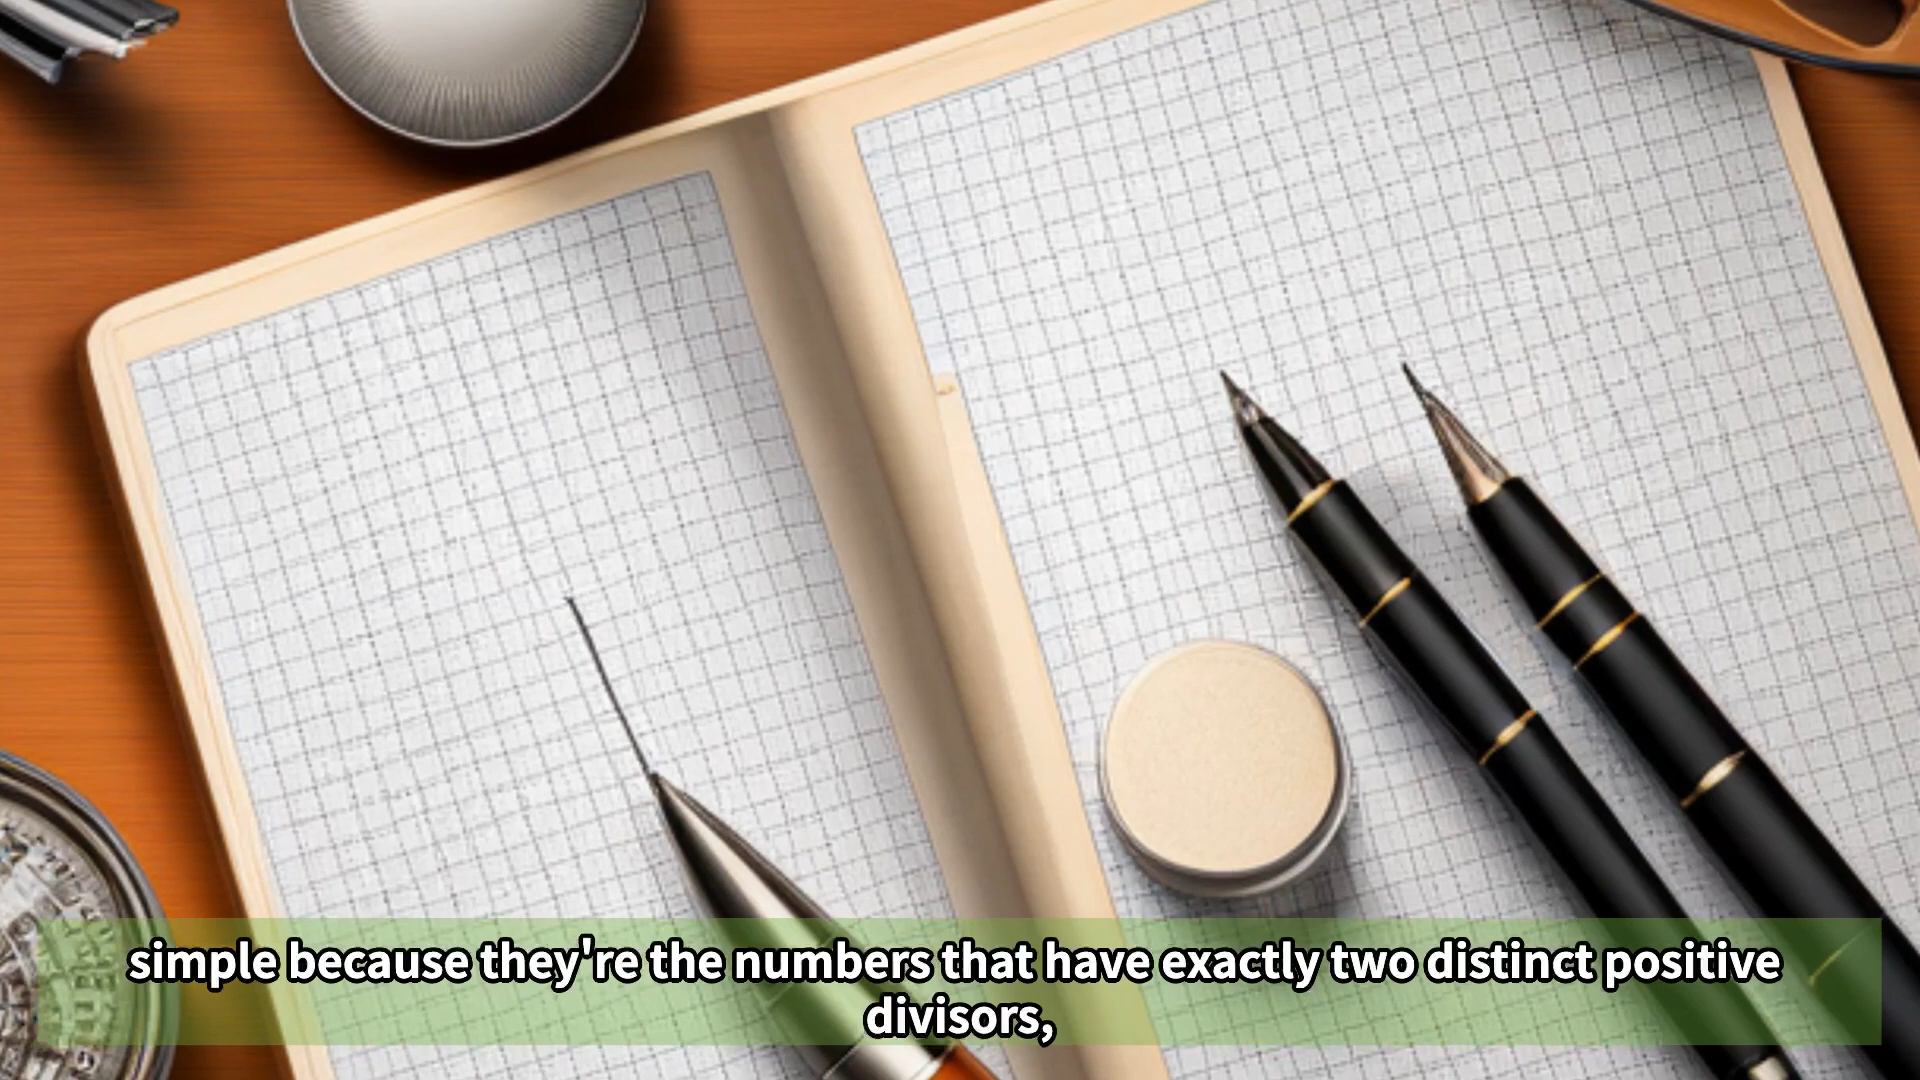 simple because they're the numbers that have exactly two distinct positive
divisors,